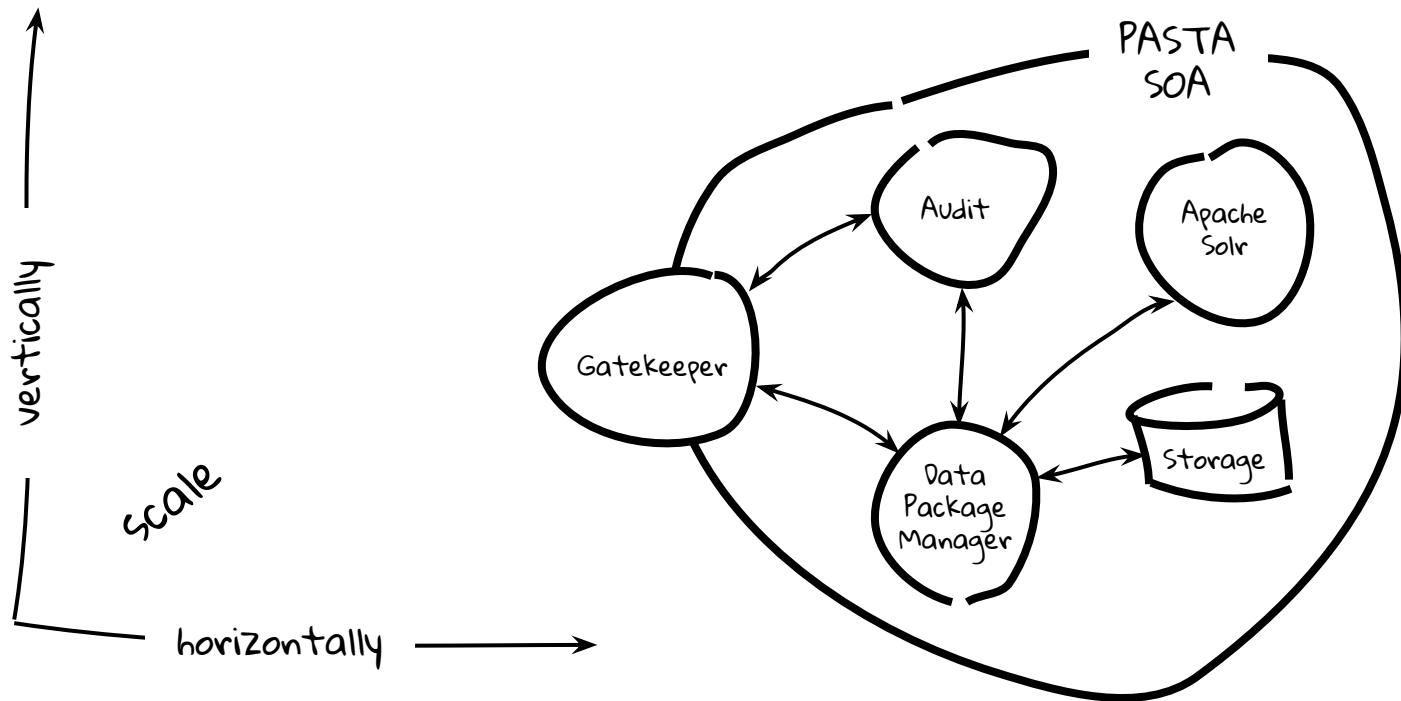 PASTA
SOA
Audit
Apache
Solr
vertically
Gatekeeper
Storage
Data
Package
Manager
scale
horizontally